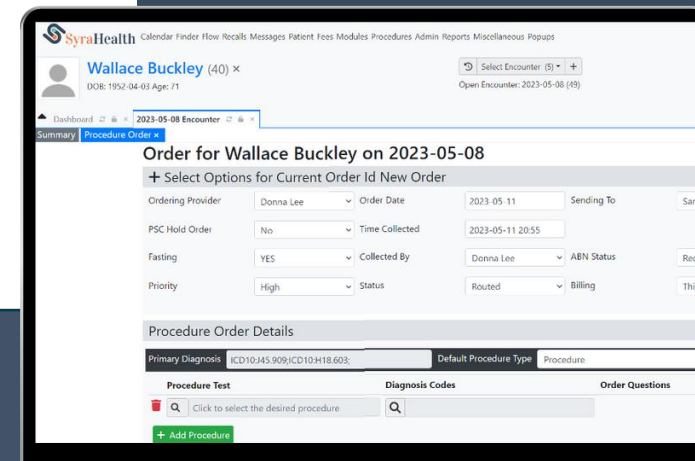 SyraHealth Calendar Finder Flow Recalls Messages Patient Fees Modules Procedures Admin Reports Miscellaneous Popups
Wallace Buckley (40) ×
DOB: 1952-04-03 Age: 71
Select Encounter (5) +
Open Encounter: 2023-05-08 (49)
Dashboard × 2023-05-08 Encounter ×
Summary Procedure Order ×
Order for Wallace Buckley on 2023-05-08
+ Select Options for Current Order Id New Order
Ordering Provider Donna Lee Order Date 2023-05-11 Sending To
PSC Hold Order No Time Collected 2023-05-11 20:55
Fasting YES Collected By Donna Lee ABN Status
Priority High Status Routed Billing
Procedure Order Details
Primary Diagnosis ICD10:J45.909;ICD10:H18.603; Default Procedure Type Procedure
Procedure Test Diagnosis Codes Order Questions
Click to select the desired procedure
+ Add Procedure